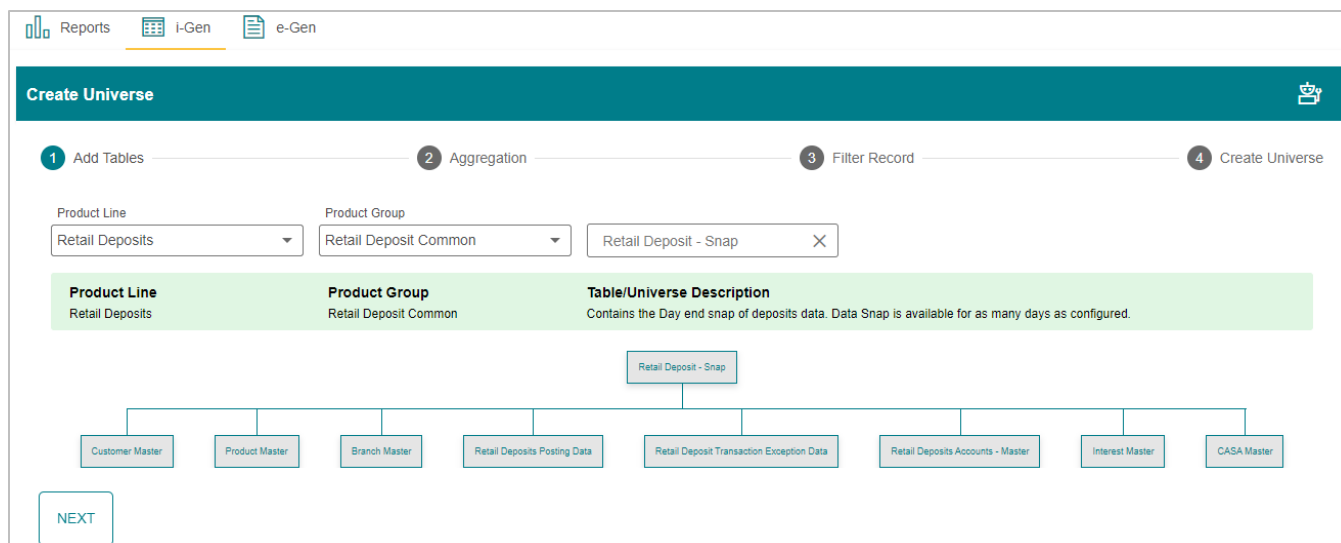 Reports i-Gen e-Gen
Create Universe
1 Add Tables 2 Aggregation 3 Filter Record 4 Create Universe
Product Line Product Group
Retail Deposits Retail Deposit Common Retail Deposit - Snap
Product Line Product Group Table/Universe Description
Retail Deposits Retail Deposit Common Contains the Day end snap of deposits data. Data Snap is available for as many days as configured.
Retail Deposit - Snap
Customer Master Product Master Branch Master Retail Deposits Posting Data Retail Deposit Transaction Exception Data Retail Deposits Accounts - Master Interest Master CASA Master
NEXT